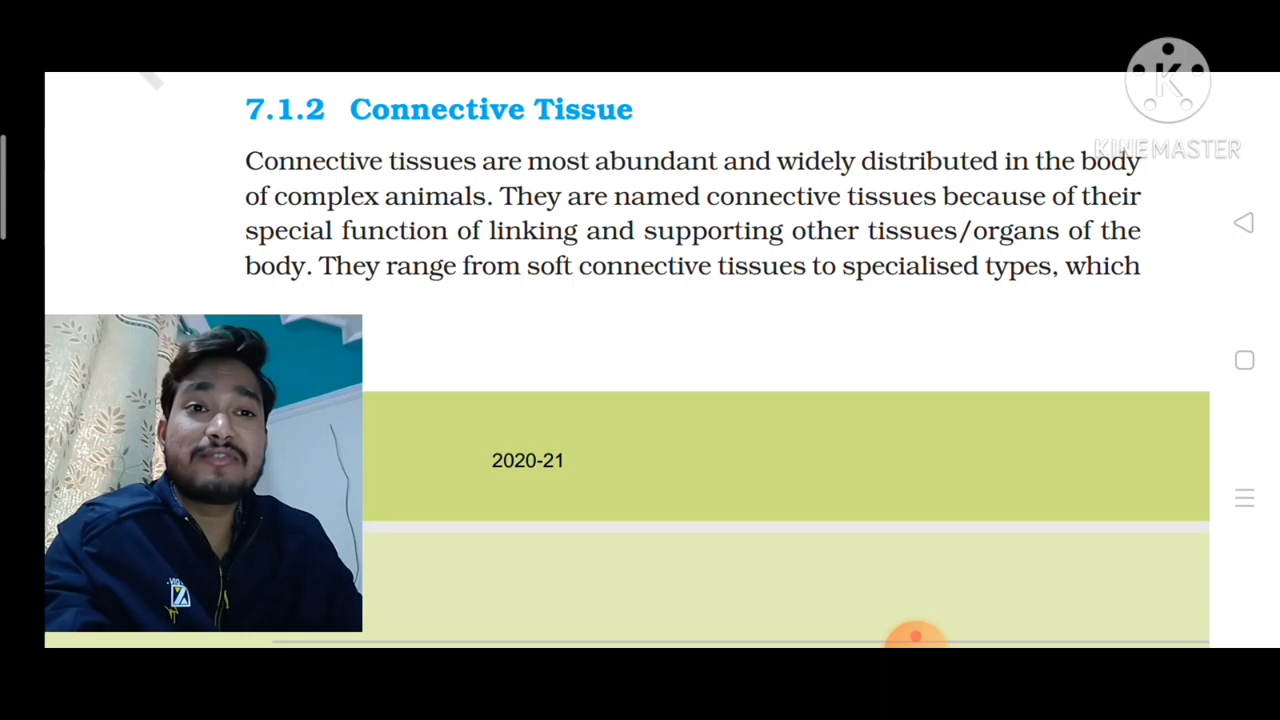 7.1.2 Connective Tissue
KINEMASTER
Connective tissues are most abundant and widely distributed in the body
of complex animals. They are named connective tissues because of their
special function of linking and supporting other tissues/organs of the
body. They range from soft connective tissues to specialised types, which
2020-21